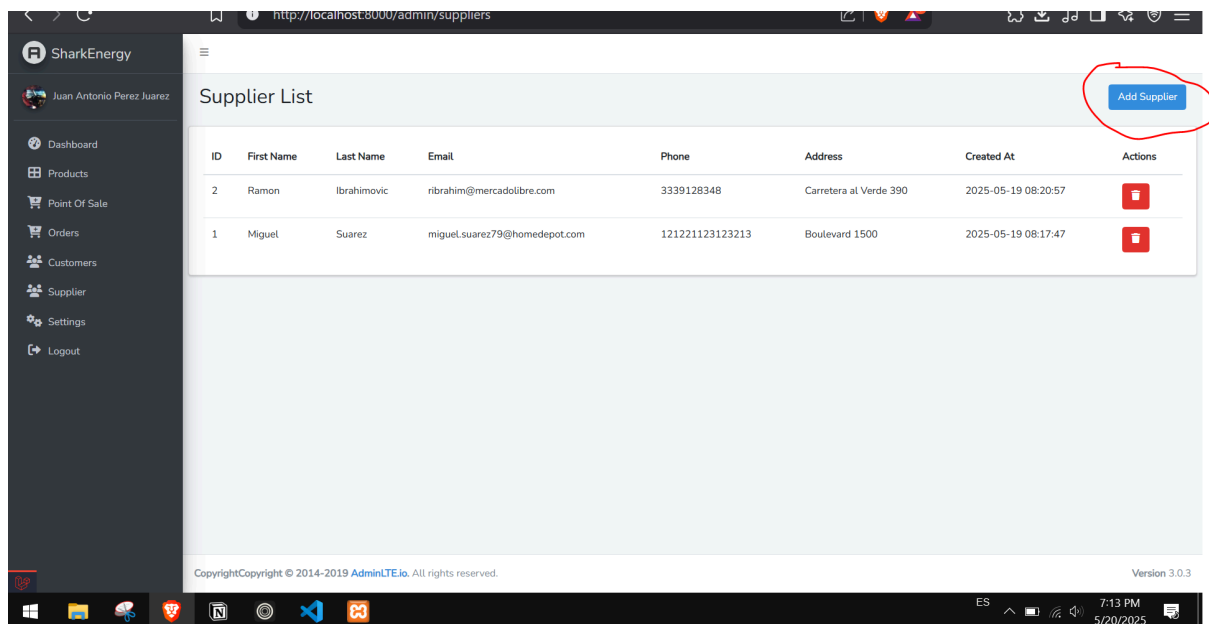 http://localhost:8000/admin/suppliers
SharkEnergy
Juan Antonio Perez Juarez
Dashboard
Products
Point Of Sale
Orders
Customers
Supplier
Settings
Logout
Supplier List
Add Supplier
ID First Name Last Name Email Phone Address Created At Actions
2 Ramon Ibrahimovic ribrahim@mercadolibre.com 3339128348 Carretera al Verde 390 2025-05-19 08:20:57
1 Miguel Suarez miguel.suarez79@homedepot.com 121221123123213 Boulevard 1500 2025-05-19 08:17:47
CopyrightCopyright © 2014-2019 AdminLTE.io. All rights reserved.
Version 3.0.3
ES
7:13 PM
5/20/2025